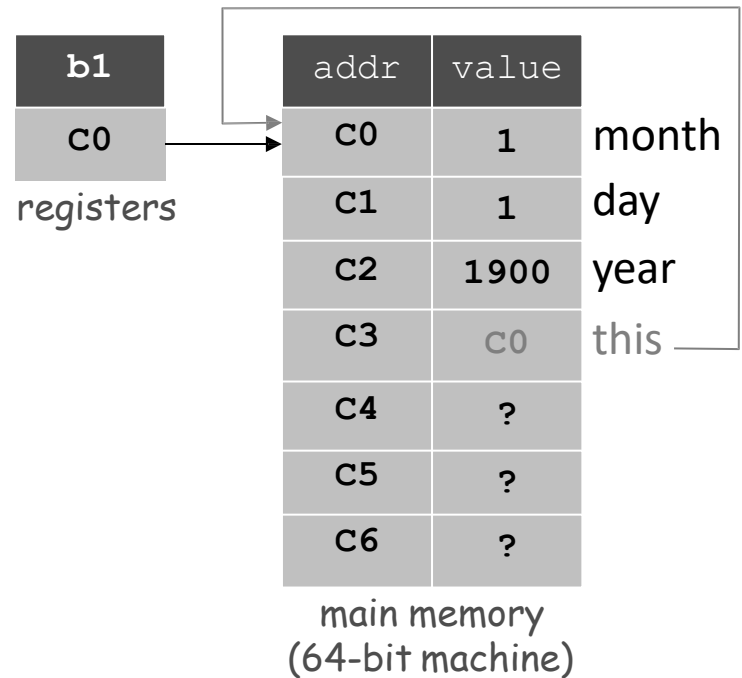 b1
C0
registers
addr value
C0 1 month
C1 1 day
C2 1900 year
C3 C0 this
C4 ?
C5 ?
C6 ?
main memory
(64-bit machine)